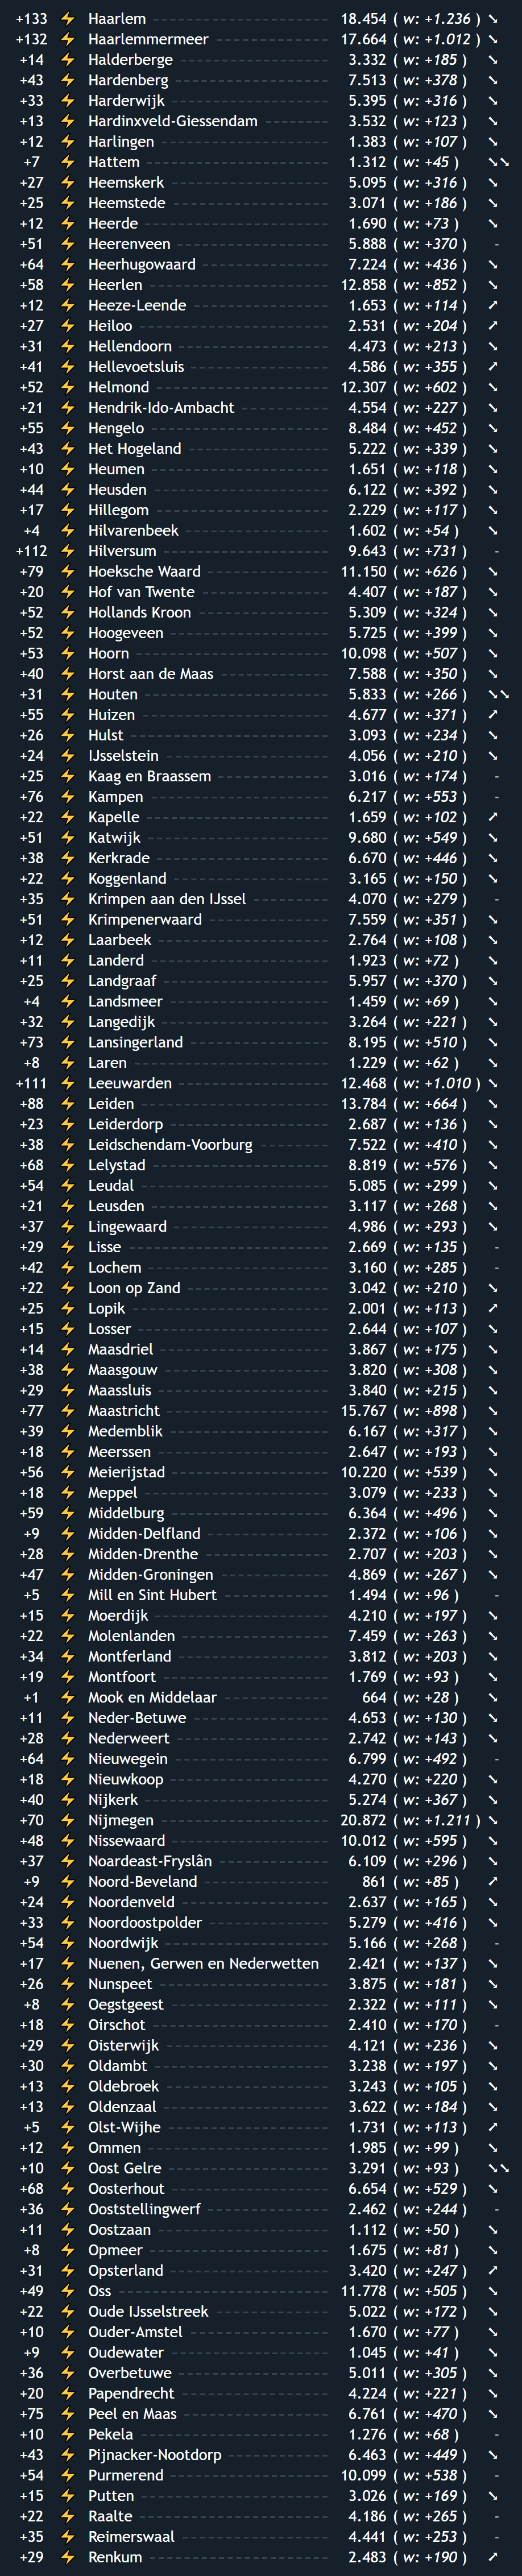 +133 ⚡ Haarlem 18.454 ( w: +1.236 ) ➘
+132 ⚡ Haarlemmermeer 17.664 ( w: +1.012 ) ➘
+14 ⚡ Halderberge 3.332 ( w: +185 ) ➘
+43 ⚡ Hardenberg 7.513 ( w: +378 ) ➘
+33 ⚡ Harderwijk 5.395 ( w: +316 ) ➘
+13 ⚡ Hardinxveld-Giessendam 3.532 ( w: +123 ) ➘
+12 ⚡ Harlingen 1.383 ( w: +107 ) ➘
+7 ⚡ Hattem 1.312 ( w: +45 ) ➘➘
+27 ⚡ Heemskerk 5.095 ( w: +316 ) ➘
+25 ⚡ Heemstede 3.071 ( w: +186 ) ➘
+12 ⚡ Heerde 1.690 ( w: +73 ) ➘
+51 ⚡ Heerenveen 5.888 ( w: +370 ) -
+64 ⚡ Heerhugowaard 7.224 ( w: +436 ) ➘
+58 ⚡ Heerlen 12.858 ( w: +852 ) ➘
+12 ⚡ Heeze-Leende 1.653 ( w: +114 ) ➚
+27 ⚡ Heiloo 2.531 ( w: +204 ) ➚
+31 ⚡ Hellendoorn 4.473 ( w: +213 ) ➘
+41 ⚡ Hellevoetsluis 4.586 ( w: +355 ) ➚
+52 ⚡ Helmond 12.307 ( w: +602 ) ➘
+21 ⚡ Hendrik-Ido-Ambacht 4.554 ( w: +227 ) ➘
+55 ⚡ Hengelo 8.484 ( w: +452 ) ➘
+43 ⚡ Het Hogeland 5.222 ( w: +339 ) ➘
+10 ⚡ Heumen 1.651 ( w: +118 ) ➘
+44 ⚡ Heusden 6.122 ( w: +392 ) ➘
+17 ⚡ Hillegom 2.229 ( w: +117 ) ➘
+4 ⚡ Hilvarenbeek 1.602 ( w: +54 ) ➘
+112 ⚡ Hilversum 9.643 ( w: +731 ) -
+79 ⚡ Hoeksche Waard 11.150 ( w: +626 ) ➘
+20 ⚡ Hof van Twente 4.407 ( w: +187 ) ➘
+52 ⚡ Hollands Kroon 5.309 ( w: +324 ) ➘
+52 ⚡ Hoogeveen 5.725 ( w: +399 ) ➘
+53 ⚡ Hoorn 10.098 ( w: +507 ) ➘
+40 ⚡ Horst aan de Maas 7.588 ( w: +350 ) ➘
+31 ⚡ Houten 5.833 ( w: +266 ) ➘➘
+55 ⚡ Huizen 4.677 ( w: +371 ) ➚
+26 ⚡ Hulst 3.093 ( w: +234 ) ➘
+24 ⚡ IJsselstein 4.056 ( w: +210 ) ➘
+25 ⚡ Kaag en Braassem 3.016 ( w: +174 ) -
+76 ⚡ Kampen 6.217 ( w: +553 ) -
+22 ⚡ Kapelle 1.659 ( w: +102 ) ➚
+51 ⚡ Katwijk 9.680 ( w: +549 ) ➘
+38 ⚡ Kerkrade 6.670 ( w: +446 ) ➘
+22 ⚡ Koggenland 3.165 ( w: +150 ) ➘
+35 ⚡ Krimpen aan den IJssel 4.070 ( w: +279 ) -
+51 ⚡ Krimpenerwaard 7.559 ( w: +351 ) ➘
+12 ⚡ Laarbeek 2.764 ( w: +108 ) ➘
+11 ⚡ Landerd 1.923 ( w: +72 ) ➘
+25 ⚡ Landgraaf 5.957 ( w: +370 ) ➘
+4 ⚡ Landsmeer 1.459 ( w: +69 ) ➘
+32 ⚡ Langedijk 3.264 ( w: +221 ) ➘
+73 ⚡ Lansingerland 8.195 ( w: +510 ) ➘
+8 ⚡ Laren 1.229 ( w: +62 ) ➘
+111 ⚡ Leeuwarden 12.468 ( w: +1.010 ) ➘
+88 ⚡ Leiden 13.784 ( w: +664 ) ➘
+23 ⚡ Leiderdorp 2.687 ( w: +136 ) ➘
+38 ⚡ Leidschendam-Voorburg 7.522 ( w: +410 ) ➘
+68 ⚡ Lelystad 8.819 ( w: +576 ) ➘
+54 ⚡ Leudal 5.085 ( w: +299 ) ➘
+21 ⚡ Leusden 3.117 ( w: +268 ) ➘
+37 ⚡ Lingewaard 4.986 ( w: +293 ) ➘
+29 ⚡ Lisse 2.669 ( w: +135 ) -
+42 ⚡ Lochem 3.160 ( w: +285 ) -
+22 ⚡ Loon op Zand 3.042 ( w: +210 ) ➘
+25 ⚡ Lopik 2.001 ( w: +113 ) ➚
+15 ⚡ Losser 2.644 ( w: +107 ) ➘
+14 ⚡ Maasdriel 3.867 ( w: +175 ) ➘
+38 ⚡ Maasgouw 3.820 ( w: +308 ) ➘
+29 ⚡ Maassluis 3.840 ( w: +215 ) ➘
+77 ⚡ Maastricht 15.767 ( w: +898 ) ➘
+39 ⚡ Medemblik 6.167 ( w: +317 ) ➘
+18 ⚡ Meerssen 2.647 ( w: +193 ) ➘
+56 ⚡ Meierijstad 10.220 ( w: +539 ) ➘
+18 ⚡ Meppel 3.079 ( w: +233 ) ➘
+59 ⚡ Middelburg 6.364 ( w: +496 ) ➘
+9 ⚡ Midden-Delfland 2.372 ( w: +106 ) ➘
+28 ⚡ Midden-Drenthe 2.707 ( w: +203 ) ➘
+47 ⚡ Midden-Groningen 4.869 ( w: +267 ) ➘
+5 ⚡ Mill en Sint Hubert 1.494 ( w: +96 ) -
+15 ⚡ Moerdijk 4.210 ( w: +197 ) ➘
+22 ⚡ Molenlanden 7.459 ( w: +263 ) ➘
+34 ⚡ Montferland 3.812 ( w: +203 ) ➘
+19 ⚡ Montfoort 1.769 ( w: +93 ) ➘
+1 ⚡ Mook en Middelaar 664 ( w: +28 ) ➘
+11 ⚡ Neder-Betuwe 4.653 ( w: +130 ) ➘
+28 ⚡ Nederweert 2.742 ( w: +143 ) ➘
+64 ⚡ Nieuwegein 6.799 ( w: +492 ) -
+18 ⚡ Nieuwkoop 4.270 ( w: +220 ) ➘
+40 ⚡ Nijkerk 5.274 ( w: +367 ) ➘
+70 ⚡ Nijmegen 20.872 ( w: +1.211 ) ➘
+48 ⚡ Nissewaard 10.012 ( w: +595 ) ➘
+37 ⚡ Noardeast-Fryslân 6.109 ( w: +296 ) ➘
+9 ⚡ Noord-Beveland 861 ( w: +85 ) ➚
+24 ⚡ Noordenveld 2.637 ( w: +165 ) ➘
+33 ⚡ Noordoostpolder 5.279 ( w: +416 ) ➘
+54 ⚡ Noordwijk 5.166 ( w: +268 ) -
+17 ⚡ Nuenen, Gerwen en Nederwetten 2.421 ( w: +137 ) ➘
+26 ⚡ Nunspeet 3.875 ( w: +181 ) ➘
+8 ⚡ Oegstgeest 2.322 ( w: +111 ) ➘
+18 ⚡ Oirschot 2.410 ( w: +170 ) -
+29 ⚡ Oisterwijk 4.121 ( w: +236 ) ➘
+30 ⚡ Oldambt 3.238 ( w: +197 ) ➘
+13 ⚡ Oldebroek 3.243 ( w: +105 ) ➘
+13 ⚡ Oldenzaal 3.622 ( w: +184 ) ➘
+5 ⚡ Olst-Wijhe 1.731 ( w: +113 ) ➚
+12 ⚡ Ommen 1.985 ( w: +99 ) ➘
+10 ⚡ Oost Gelre 3.291 ( w: +93 ) ➘➘
+68 ⚡ Oosterhout 6.654 ( w: +529 ) ➘
+36 ⚡ Ooststellingwerf 2.462 ( w: +244 ) -
+11 ⚡ Oostzaan 1.112 ( w: +50 ) ➘
+8 ⚡ Opmeer 1.675 ( w: +81 ) ➘
+31 ⚡ Opsterland 3.420 ( w: +247 ) ➚
+49 ⚡ Oss 11.778 ( w: +505 ) ➘
+22 ⚡ Oude IJsselstreek 5.022 ( w: +172 ) ➘
+10 ⚡ Ouder-Amstel 1.670 ( w: +77 ) ➘
+9 ⚡ Oudewater 1.045 ( w: +41 ) ➘
+36 ⚡ Overbetuwe 5.011 ( w: +305 ) ➘
+20 ⚡ Papendrecht 4.224 ( w: +221 ) ➘
+75 ⚡ Peel en Maas 6.761 ( w: +470 ) ➘
+10 ⚡ Pekela 1.276 ( w: +68 ) -
+43 ⚡ Pijnacker-Nootdorp 6.463 ( w: +449 ) ➘
+54 ⚡ Purmerend 10.099 ( w: +538 ) -
+15 ⚡ Putten 3.026 ( w: +169 ) ➘
+22 ⚡ Raalte 4.186 ( w: +265 ) -
+35 ⚡ Reimerswaal 4.441 ( w: +253 ) -
+29 ⚡ Renkum 2.483 ( w: +190 ) ➚